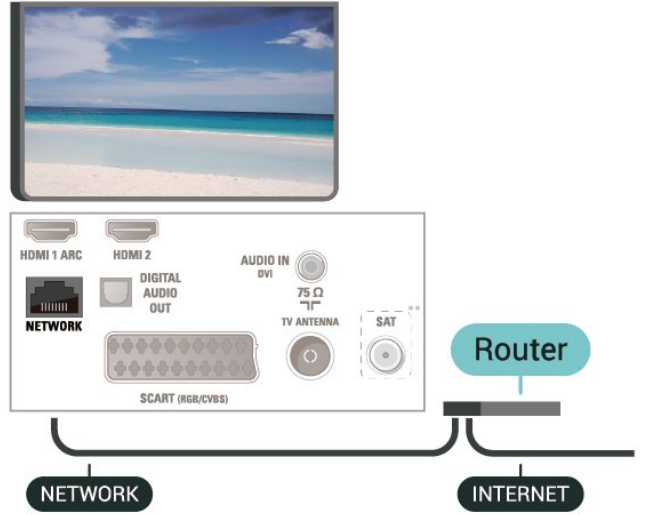 HDMI 1 ARC
HDMI 2
AUDIO IN
DVI
DIGITAL
AUDIO
OUT
75 Ω
NETWORK
TV ANTENNA
SAT
SCART (RGB/CVBS)
Router
NETWORK
INTERNET